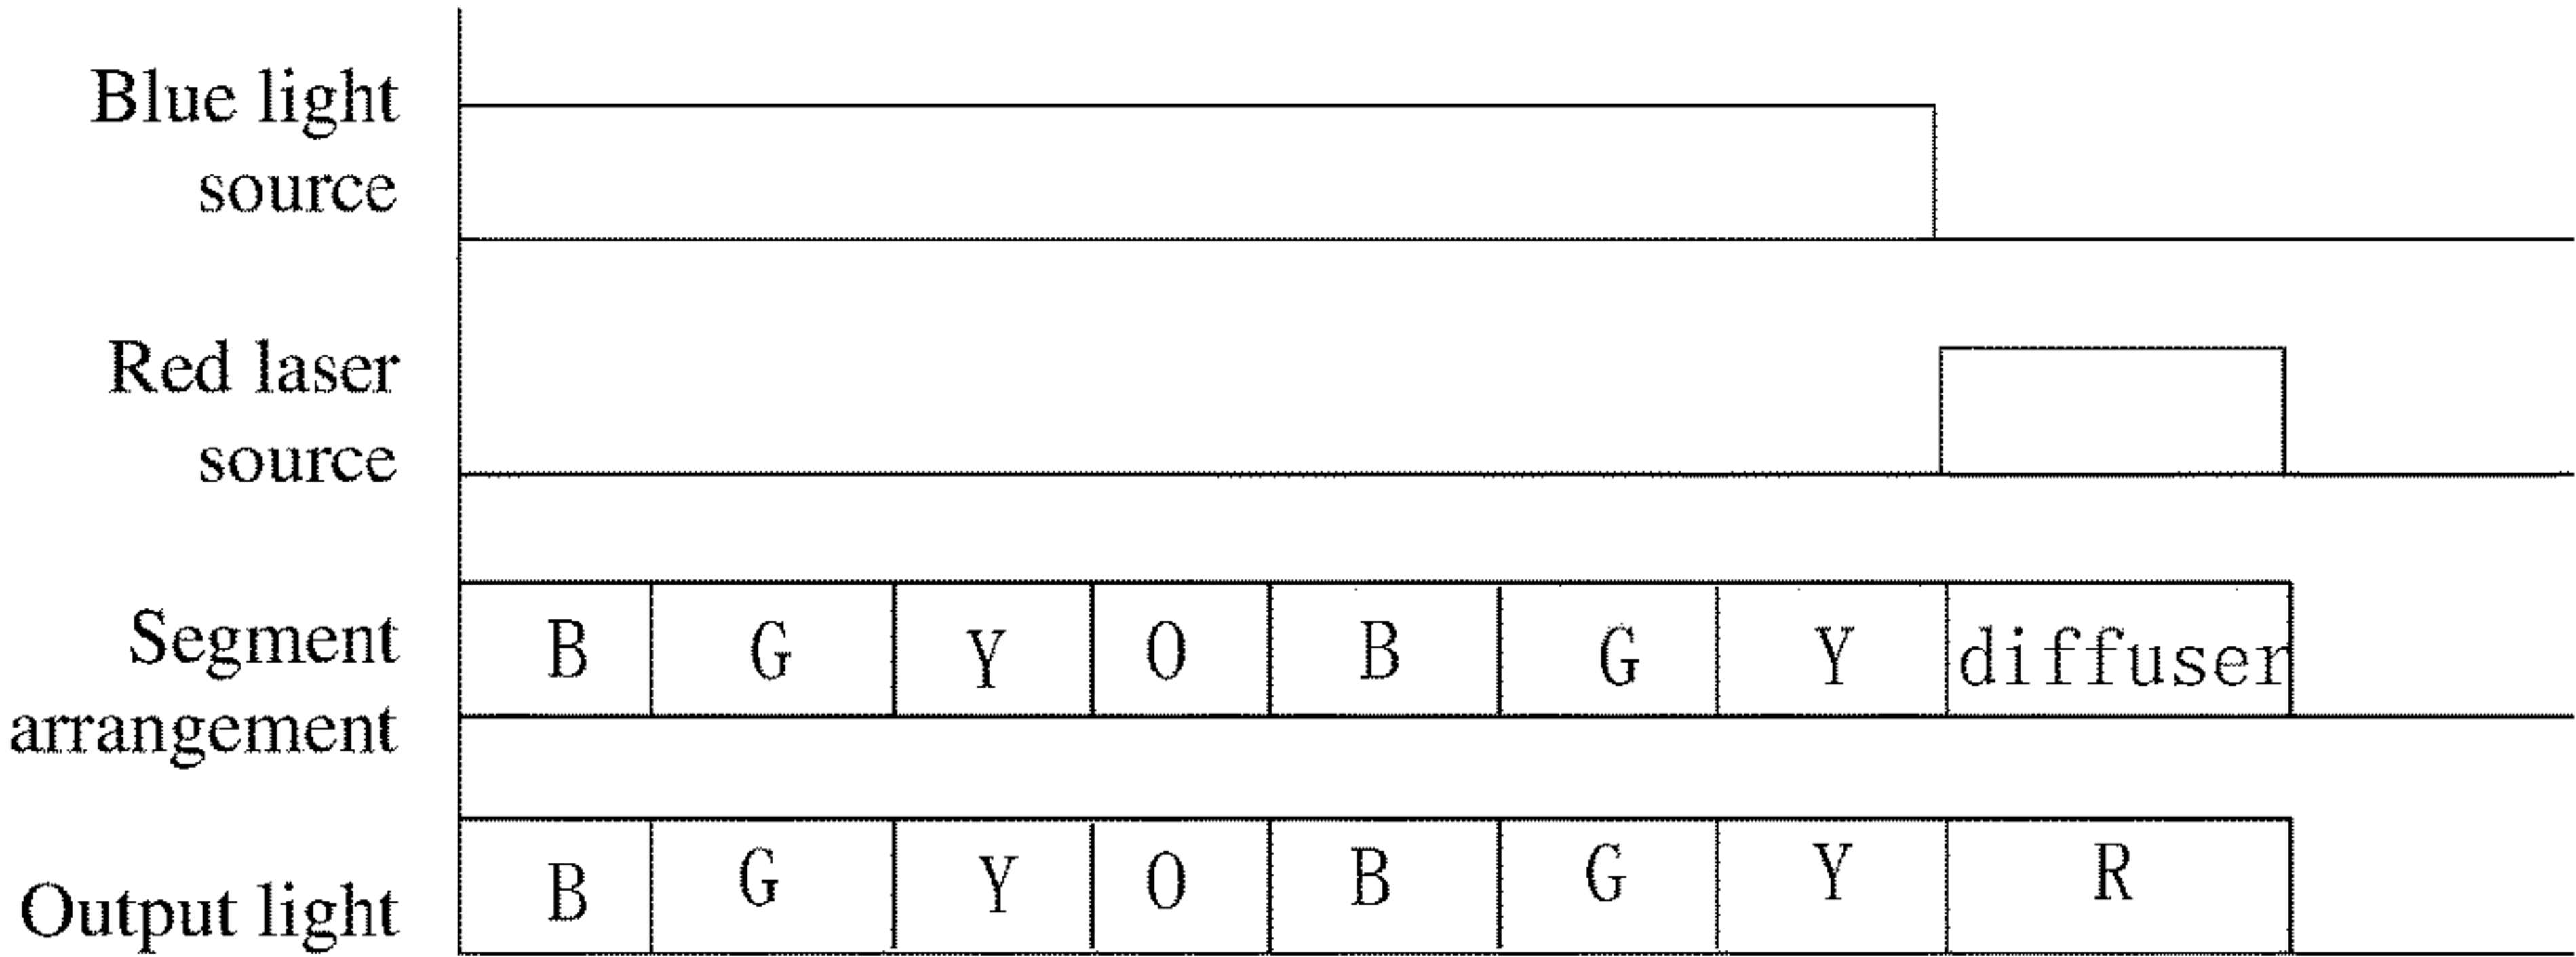 Blue light
source
Red laser
source
Segment
arrangement
B G Y O B G Y diffuser
Output light
B G Y O B G Y R